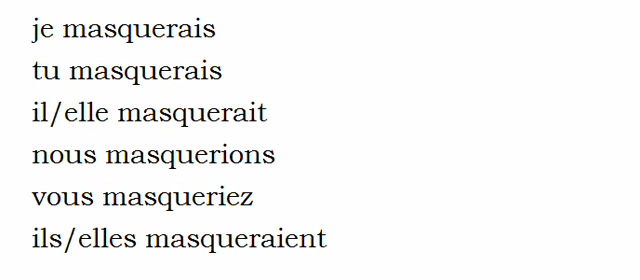 je masquerais
tu masquerais
il/elle masquerait
nous masquerions
vous masqueriez
ils/elles masqueraient